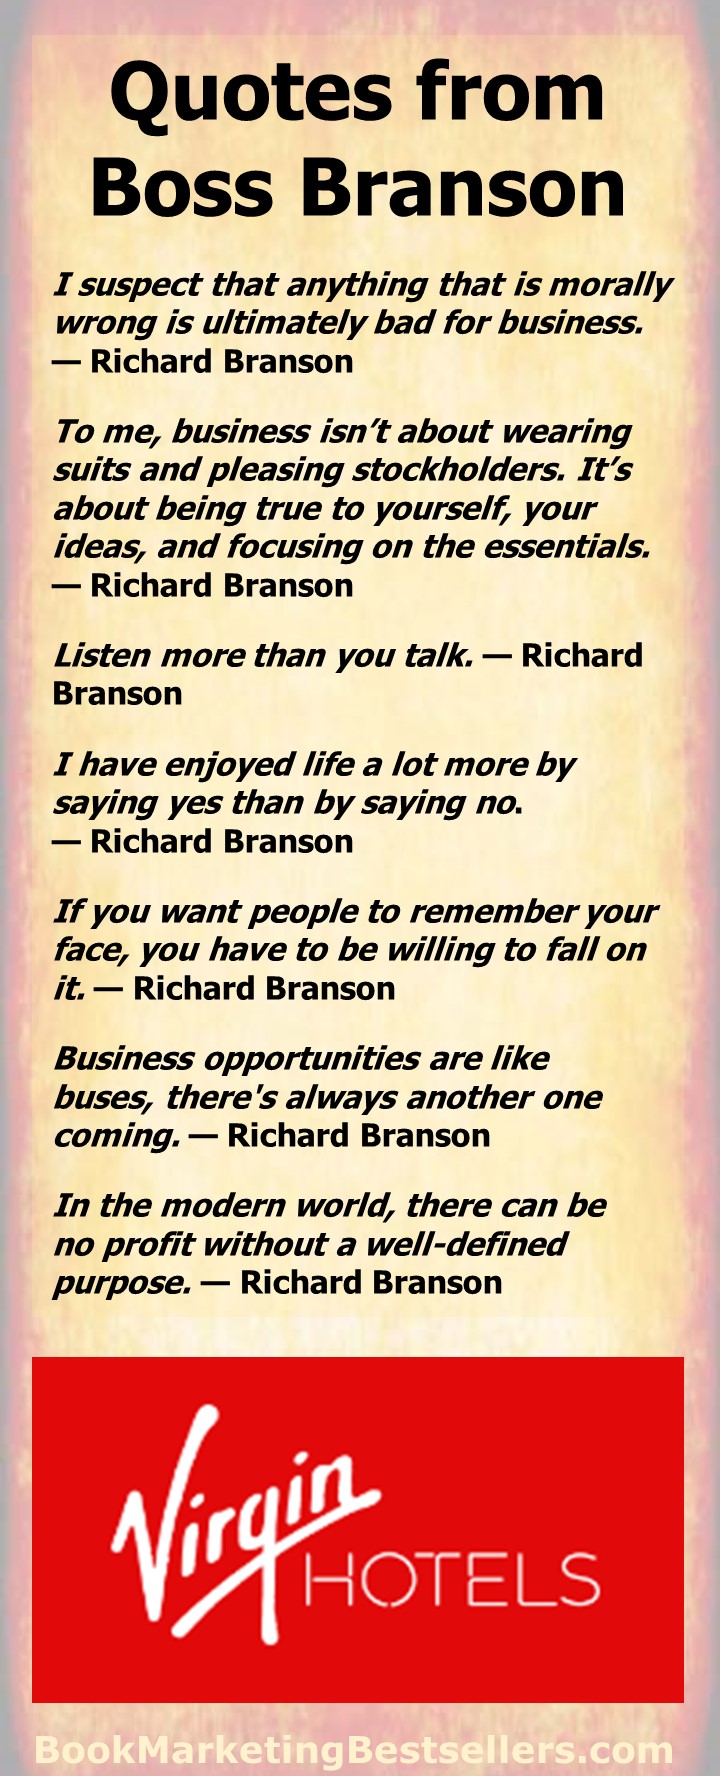 Quotes from
Boss Branson
I suspect that anything that is morally
wrong is ultimately bad for business.
— Richard Branson
To me, business isn’t about wearing
suits and pleasing stockholders. It’s
about being true to yourself, your
ideas, and focusing on the essentials.
— Richard Branson
Listen more than you talk. — Richard
Branson
I have enjoyed life a lot more by
saying yes than by saying no.
— Richard Branson
If you want people to remember your
face, you have to be willing to fall on
it. — Richard Branson
Business opportunities are like
buses, there's always another one
coming. — Richard Branson
In the modern world, there can be
no profit without a well-defined
purpose. — Richard Branson
Virgin
HOTELS
BookMarketingBestsellers.com